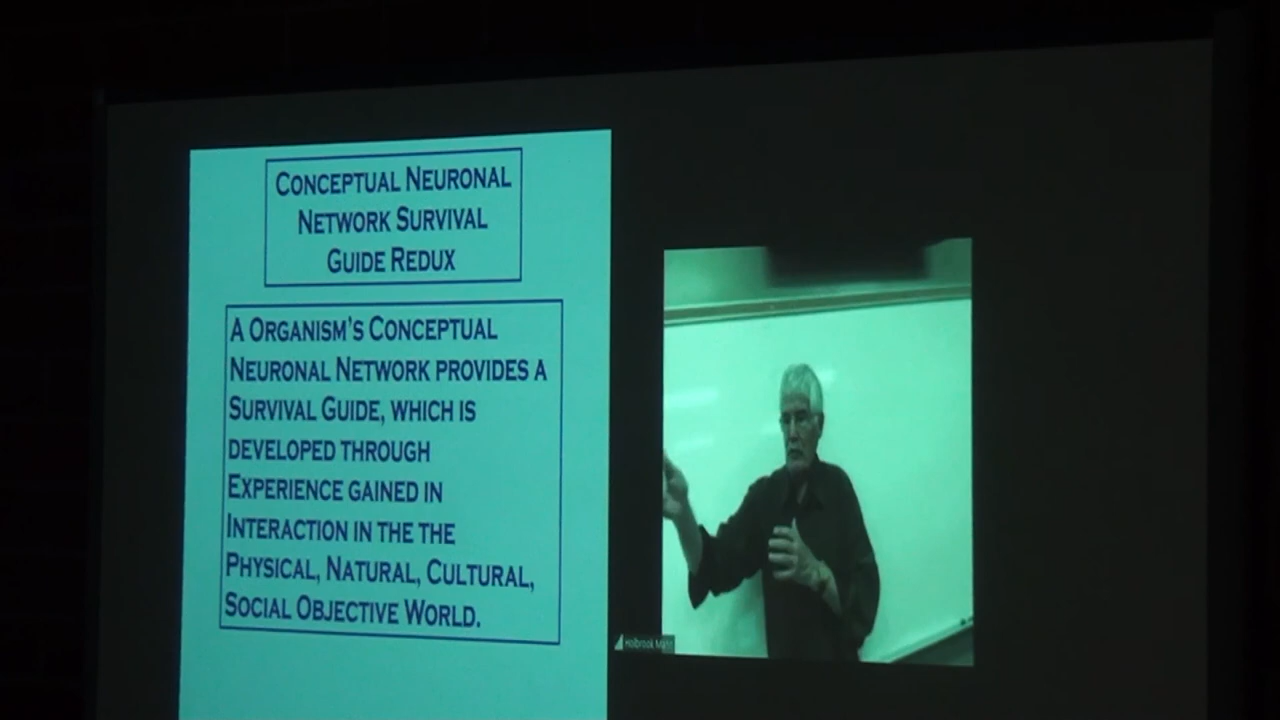 CONCEPTUAL NEURONAL
NETWORK SURVIVAL
GUIDE REDUX
A ORGANISM'S CONCEPTUAL
NEURONAL NETWORK PROVIDES A
SURVIVAL GUIDE, WHICH IS
DEVELOPED THROUGH
EXPERIENCE GAINED IN
INTERACTION IN THE THE
PHYSICAL, NATURAL, CULTURAL,
SOCIAL OBJECTIVE WORLD.
Holbrook